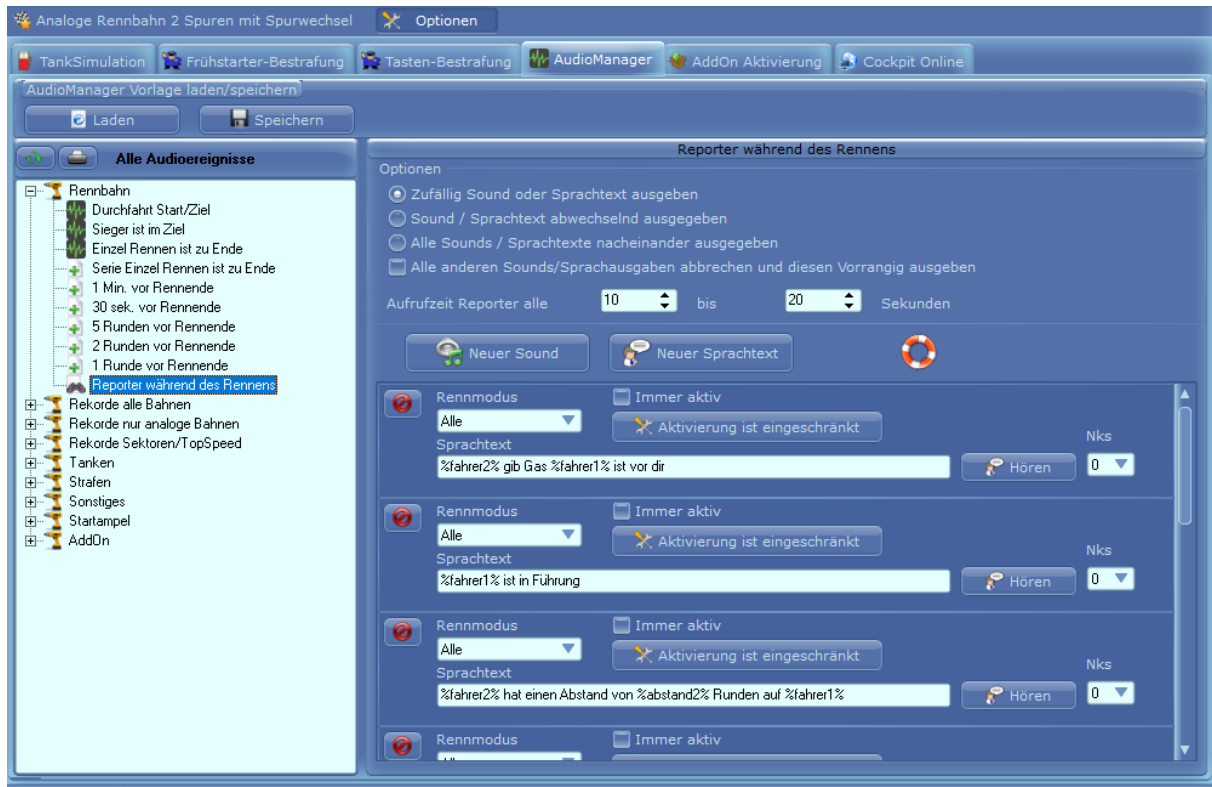 Analoge Rennbahn 2 Spuren mit Spurwechsel
Optionen
TankSimulation
Frühstarter-Bestrafung
Tasten-Bestrafung
AudioManager
AddOn Aktivierung
Cockpit Online
AudioManager Vorlage laden/speichern
Laden
Speichern
Alle Audioereignisse
Rennbahn
Durchfahrt Start/Ziel
Sieger ist im Ziel
Einzel Rennen ist zu Ende
Serie Einzel Rennen ist zu Ende
1 Min. vor Rennende
30 sek. vor Rennende
5 Runden vor Rennende
2 Runden vor Rennende
1 Runde vor Rennende
Reporter während des Rennens
Rekorde alle Bahnen
Rekorde nur analoge Bahnen
Rekorde Sektoren/TopSpeed
Tanken
Strafen
Sonstiges
Startampel
AddOn
Reporter während des Rennens
Optionen
Zufällig Sound oder Sprachtext ausgeben
Sound / Sprachtext abwechselnd ausgegeben
Alle Sounds / Sprachtexte nacheinander ausgegeben
Alle anderen Sounds/Sprachausgaben abbrechen und diesen Vorrangig ausgeben
Aufrufzeit Reporter alle 10 bis 20 Sekunden
Neuer Sound
Neuer Sprachtext
Rennmodus
Immer aktiv
Alle
Aktivierung ist eingeschränkt
Sprachtext
Nks
%fahrer2% gib Gas %fahrer1% ist vor dir
Hören
0
Rennmodus
Immer aktiv
Alle
Aktivierung ist eingeschränkt
Sprachtext
Nks
%fahrer1% ist in Führung
Hören
0
Rennmodus
Immer aktiv
Alle
Aktivierung ist eingeschränkt
Sprachtext
Nks
%fahrer2% hat einen Abstand von %abstand2% Runden auf %fahrer1%
Hören
0
Rennmodus
Immer aktiv